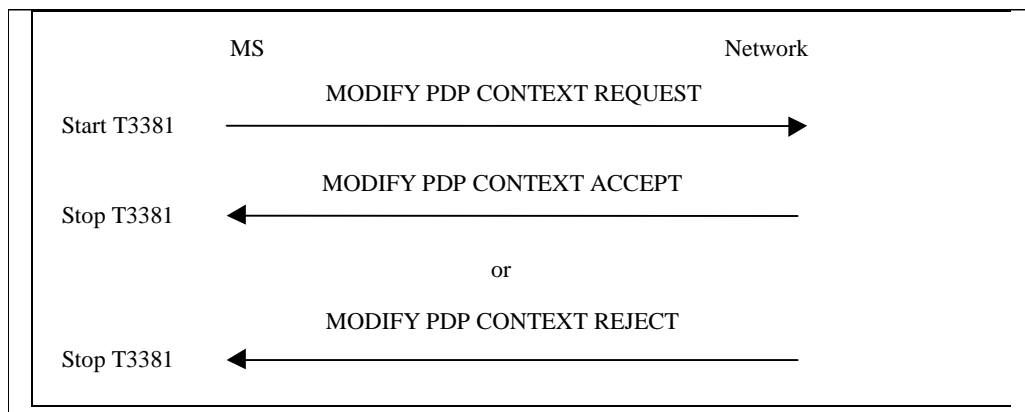 MS Network
MODIFY PDP CONTEXT REQUEST
Start T3381
MODIFY PDP CONTEXT ACCEPT
Stop T3381
or
MODIFY PDP CONTEXT REJECT
Stop T3381